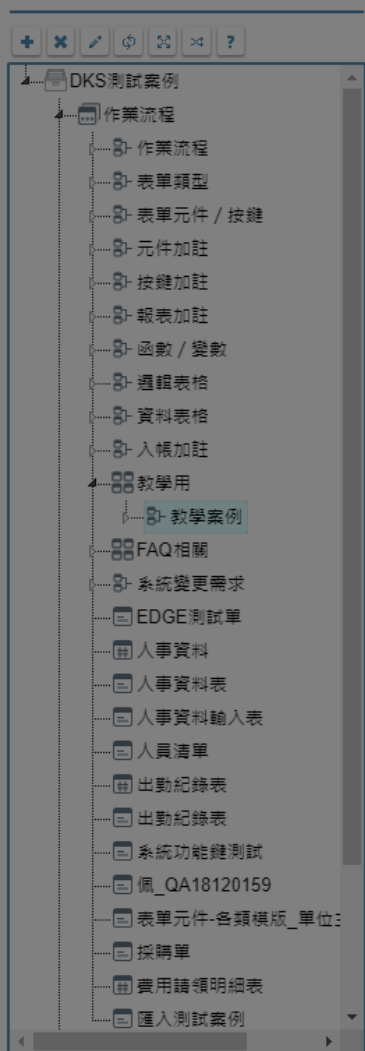 ?
DKS測試案例
作業流程
作業流程
表單類型
表單元件 / 按鍵
元件加註
按鍵加註
報表加註
函數 / 變數
邏輯表格
資料表格
入帳加註
教學用
教學案例
FAQ相關
系統變更需求
EDGE測試單
人事資料
人事資料表
人事資料輸入表
人員清單
出勤紀錄表
出勤紀錄表
系統功能鍵測試
佩_QA18120159
表單元件-各類模版_單位
採購單
費用請領明細表
匯入測試案例